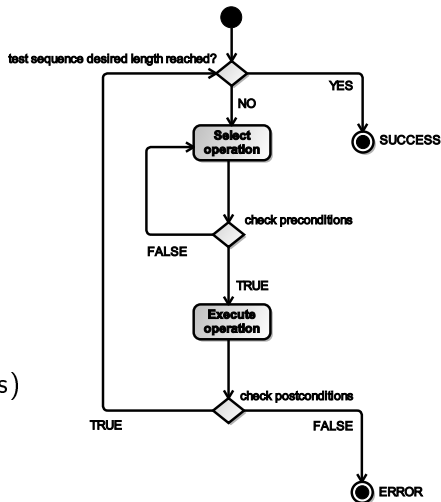 test sequence desired length reached?
YES
NO
Select
operation
SUCCESS
check preconditions
FALSE
TRUE
Execute
operation
s)
check postconditions
TRUE
FALSE
ERROR